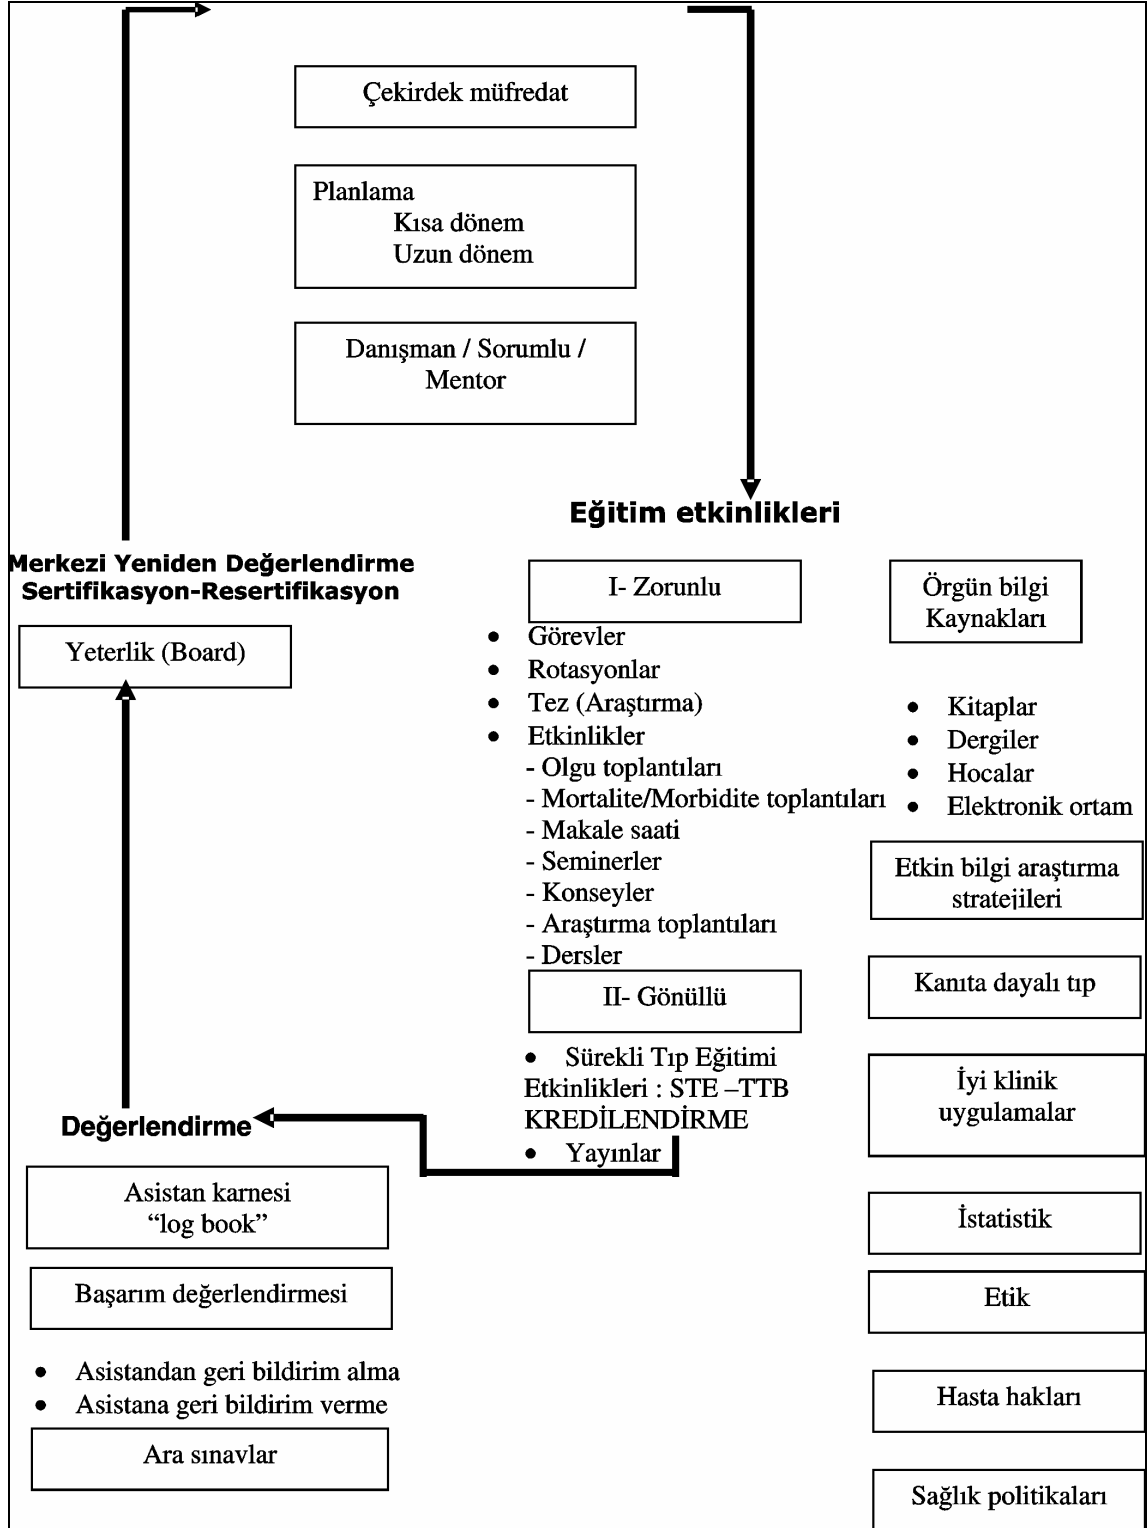 Çekirdek müfredat
Planlama
Kısa dönem
Uzun dönem
Danışman / Sorumlu /
Mentor
Eğitim etkinlikleri
Merkezi Yeniden Değerlendirme
Sertifikasyon-Resertifikasyon
Yeterlik (Board)
I- Zorunlu
• Görevler
• Rotasyonlar
• Tez (Araştırma)
• Etkinlikler
- Olgu toplantıları
- Mortalite/Morbidite toplantıları
- Makale saati
- Seminerler
- Konseyler
- Araştırma toplantıları
- Dersler
II- Gönüllü
• Sürekli Tıp Eğitimi
Etkinlikleri : STE –TTB
KREDİLENDİRME
• Yayınlar
Örgün bilgi
Kaynakları
• Kitaplar
• Dergiler
• Hocalar
• Elektronik ortam
Etkin bilgi araştırma
stratejileri
Kanıta dayalı tıp
İyi klinik
uygulamalar
İstatistik
Etik
Hasta hakları
Sağlık politikaları
Değerlendirme
Asistan karnesi
“log book”
Başarım değerlendirmesi
• Asistandan geri bildirim alma
• Asistana geri bildirim verme
Ara sınavlar